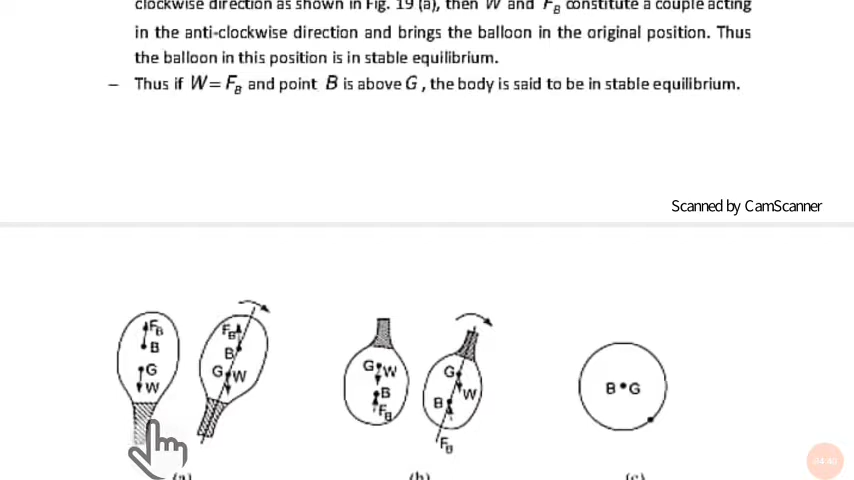 clockwise direction as shown in Fig. 19 (a), then W and F_B constitute a couple acting
in the anti-clockwise direction and brings the balloon in the original position. Thus
the balloon in this position is in stable equilibrium.
– Thus if W = F_B and point B is above G , the body is said to be in stable equilibrium.
Scanned by CamScanner
F_B
B
G
W
F_B
B
G W
G W
B
F_B
G
W
B
F_B
B G
(a) (b) (c)